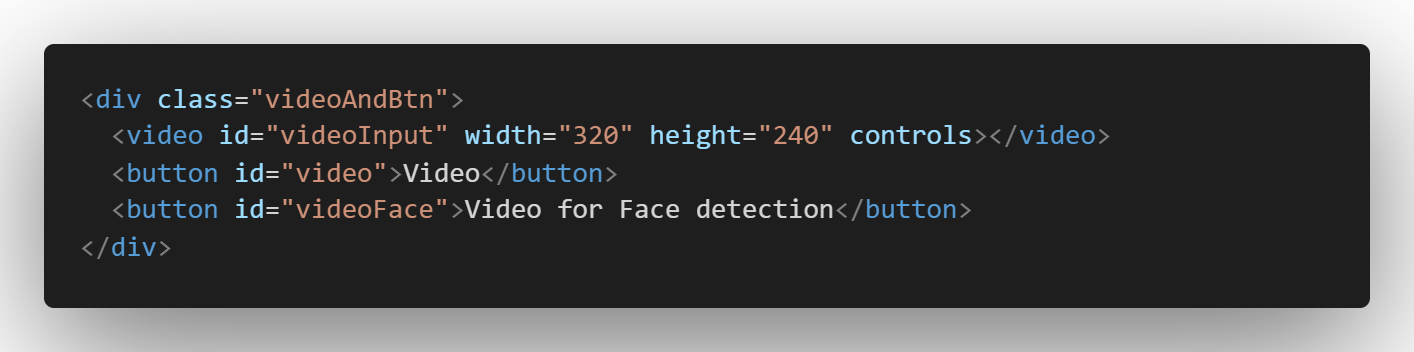 <div class="videoAndBtn">
  <video id="videoInput" width="320" height="240" controls></video>
  <button id="video">Video</button>
  <button id="videoFace">Video for Face detection</button>
</div>